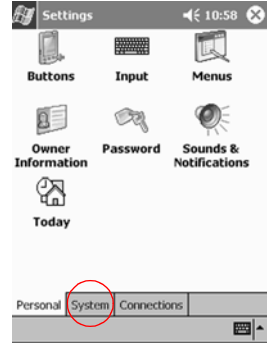 Settings 10:58
Buttons Input Menus
Owner Information Password Sounds & Notifications
Today
Personal System Connections